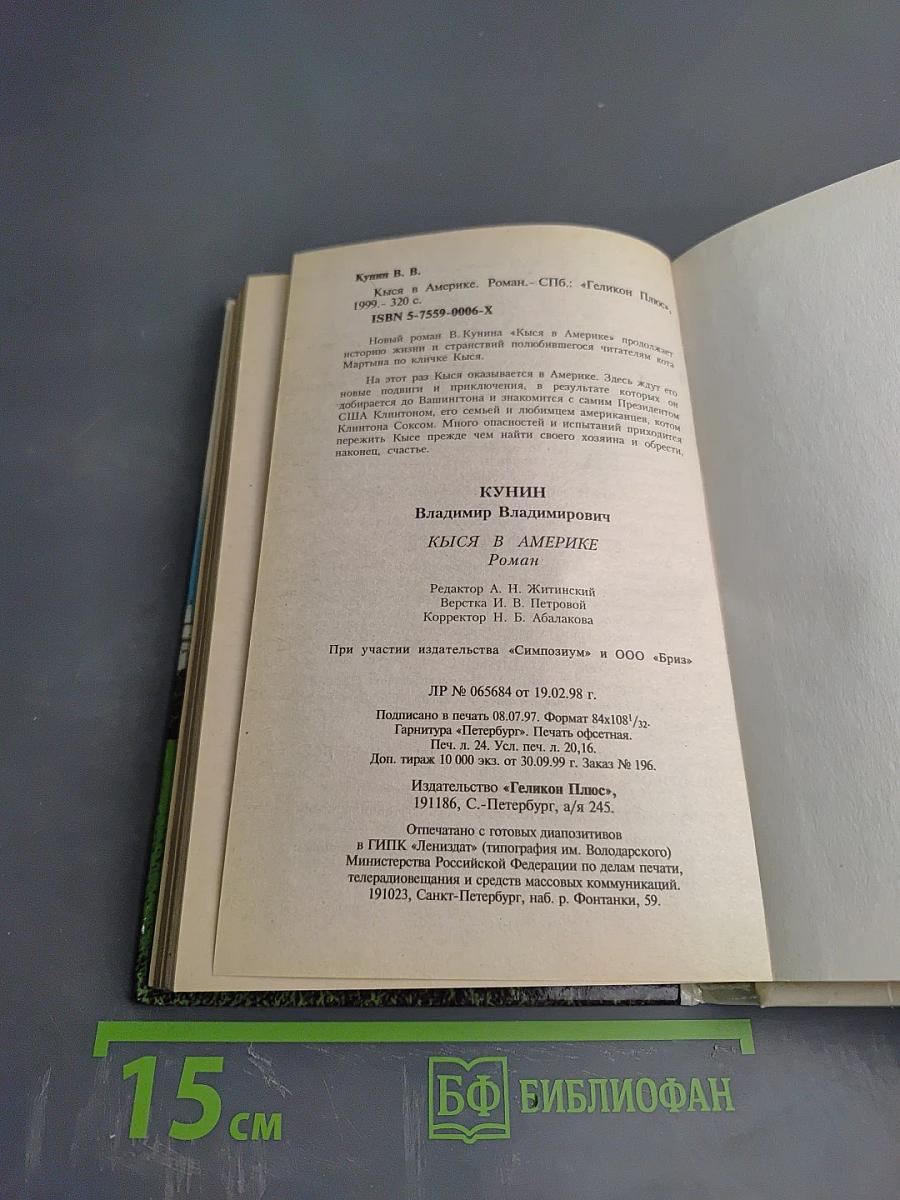 Кунин В. В.
Кыся в Америке. Роман.- СПб.: «Геликон Плюс»,
1999.- 320 с.
ISBN 5-7559-0006-X
Новый роман В. Кунина «Кыся в Америке» продолжает
историю жизни и странствий полюбившегося читателям кота
Мартына по кличке Кыся.
На этот раз Кыся оказывается в Америке. Здесь ждут его
новые подвиги и приключения, в результате которых он
добирается до Вашингтона и знакомится с самим Президентом
США Клинтоном, его семьей и любимцем американцев, котом
Клинтона Соксом. Много опасностей и испытаний приходится
пережить Кысе прежде чем найти своего хозяина и обрести,
наконец, счастье.
КУНИН
Владимир Владимирович
КЫСЯ В АМЕРИКЕ
Роман
Редактор А. Н. Житинский
Верстка И. В. Петровой
Корректор Н. Б. Абалакова
При участии издательства «Симпозиум» и ООО «Бриз»
ЛР № 065684 от 19.02.98 г.
Подписано в печать 08.07.97. Формат 84х108¹/₃₂.
Гарнитура «Петербург». Печать офсетная.
Печ. л. 24. Усл. печ. л. 20,16.
Доп. тираж 10 000 экз. от 30.09.99 г. Заказ № 196.
Издательство «Геликон Плюс»,
191186, С.-Петербург, а/я 245.
Отпечатано с готовых диапозитивов
в ГИПК «Лениздат» (типография им. Володарского)
Министерства Российской Федерации по делам печати,
телерадиовещания и средств массовых коммуникаций.
191023, Санкт-Петербург, наб. р. Фонтанки, 59.
15 см
БФ БИБЛИОФАН